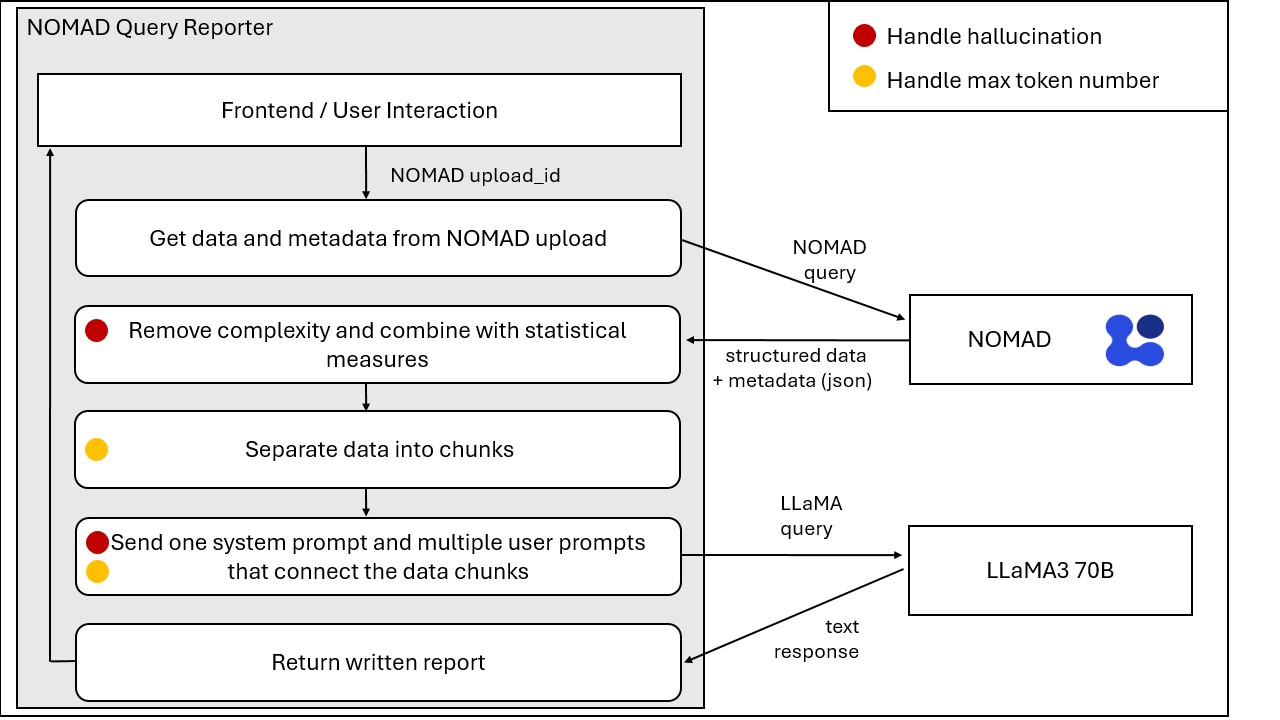 NOMAD Query Reporter
Handle hallucination
Handle max token number
Frontend / User Interaction
NOMAD upload_id
Get data and metadata from NOMAD upload
NOMAD
query
Remove complexity and combine with statistical
measures
NOMAD
structured data
+ metadata (json)
Separate data into chunks
LLaMA
query
Send one system prompt and multiple user prompts
that connect the data chunks
LLaMA3 70B
text
response
Return written report